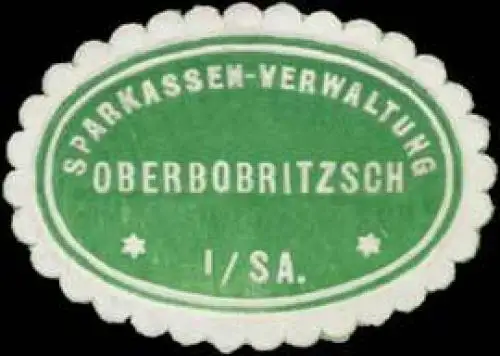 SPARKASSEN-VERWALTUNG
OBERBOBRITZSCH
I/SA.